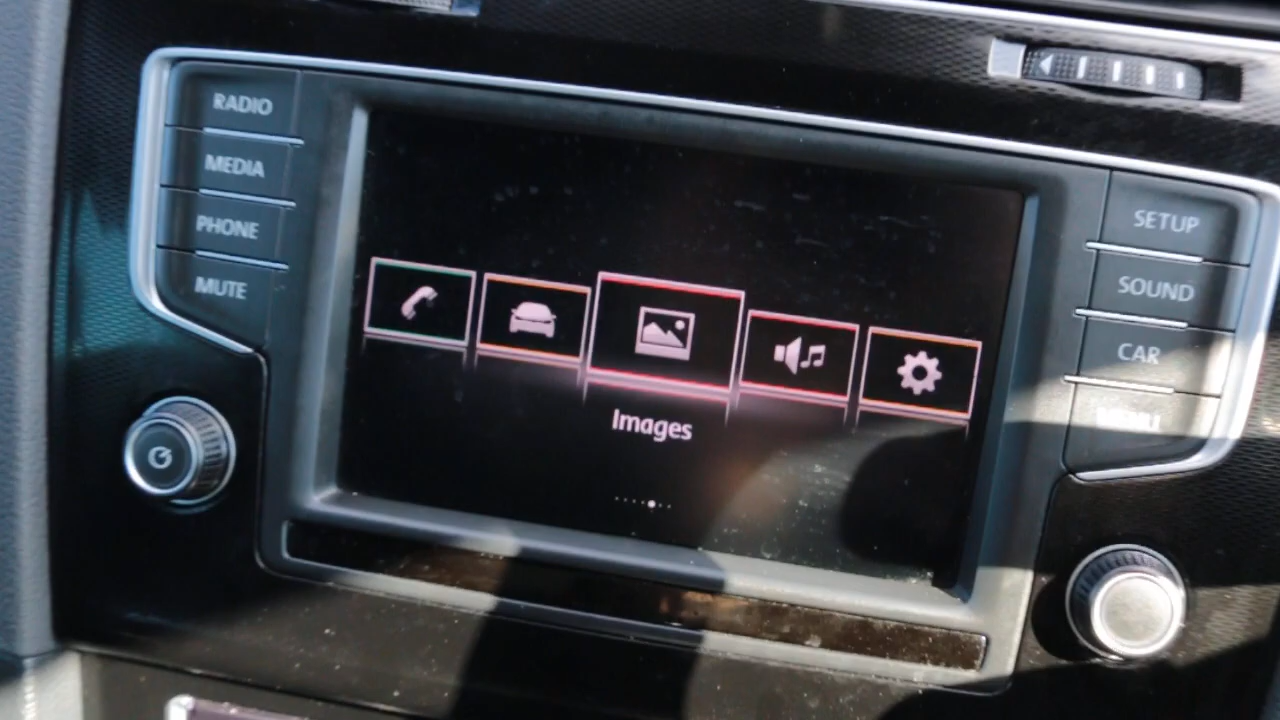 RADIO
MEDIA
PHONE
MUTE
SETUP
SOUND
CAR
MENU
Images